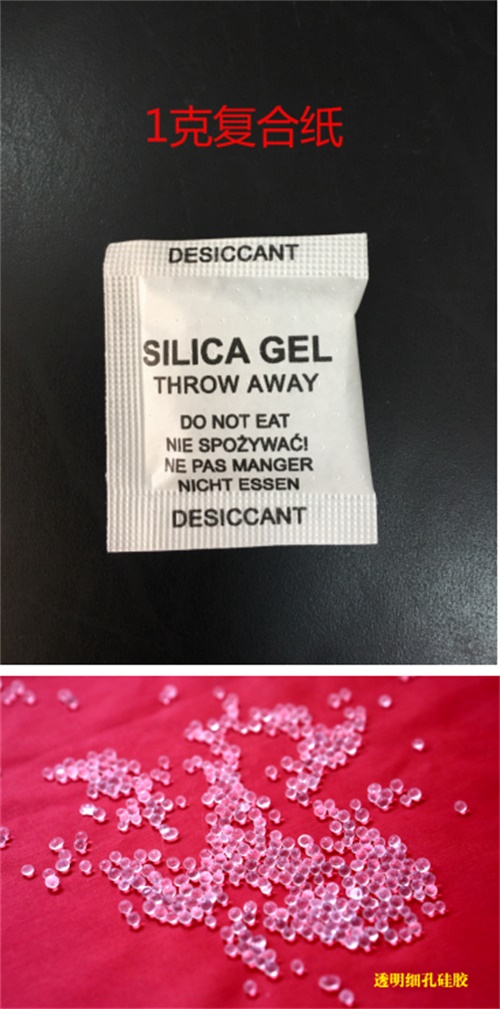 1克复合纸
DESICCANT
SILICA GEL
THROW AWAY
DO NOT EAT
NIE SPOŻYWAĆ!
NE PAS MANGER
NICHT ESSEN
DESICCANT
透明细孔硅胶